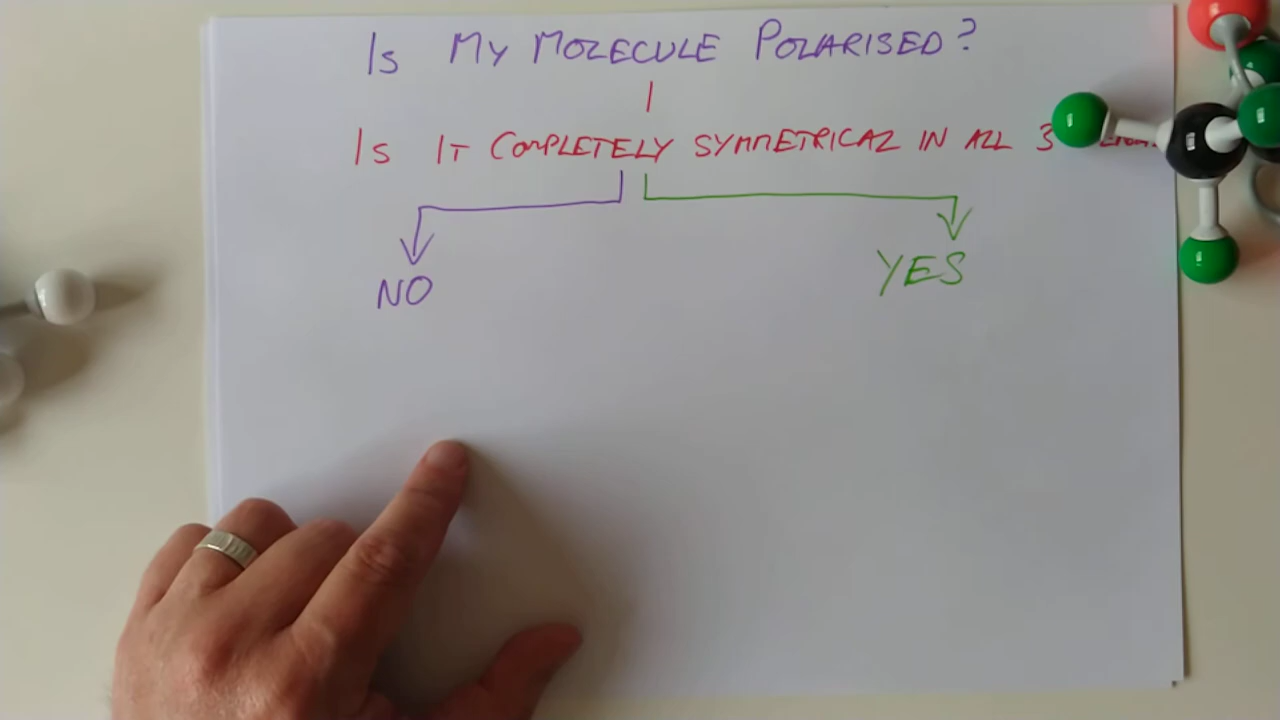 Is My Molecule Polarised?
Is it completely symmetrical in all 3
NO
YES